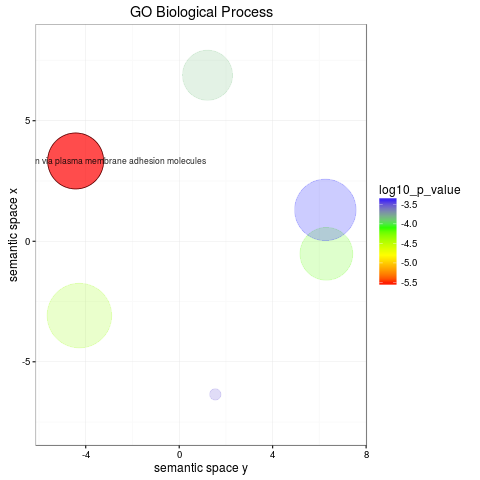 GO Biological Process
5
0
-5
semantic space x
n via plasma membrane adhesion molecules
-4
0
4
8
semantic space y
log10_p_value
-3.5
-4.0
-4.5
-5.0
-5.5